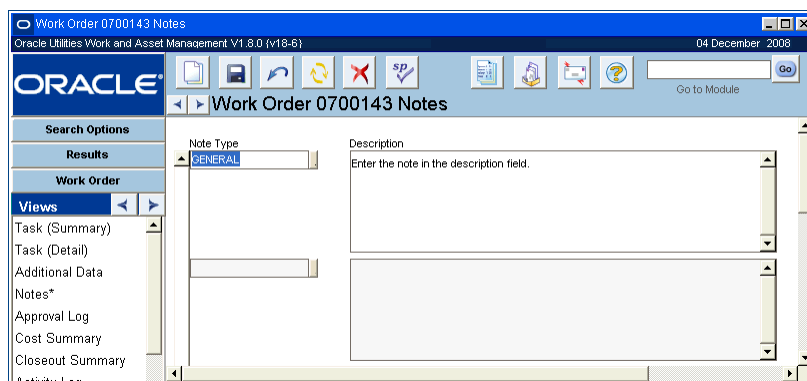 Work Order 0700143 Notes
Oracle Utilities Work and Asset Management V1.8.0 (v18-6) 04 December 2008
ORACLE
sp
Go
Go to Module
Work Order 0700143 Notes
Search Options
Results
Work Order
Views
Task (Summary)
Task (Detail)
Additional Data
Notes*
Approval Log
Cost Summary
Closeout Summary
Activity Log
Note Type Description
GENERAL Enter the note in the description field.